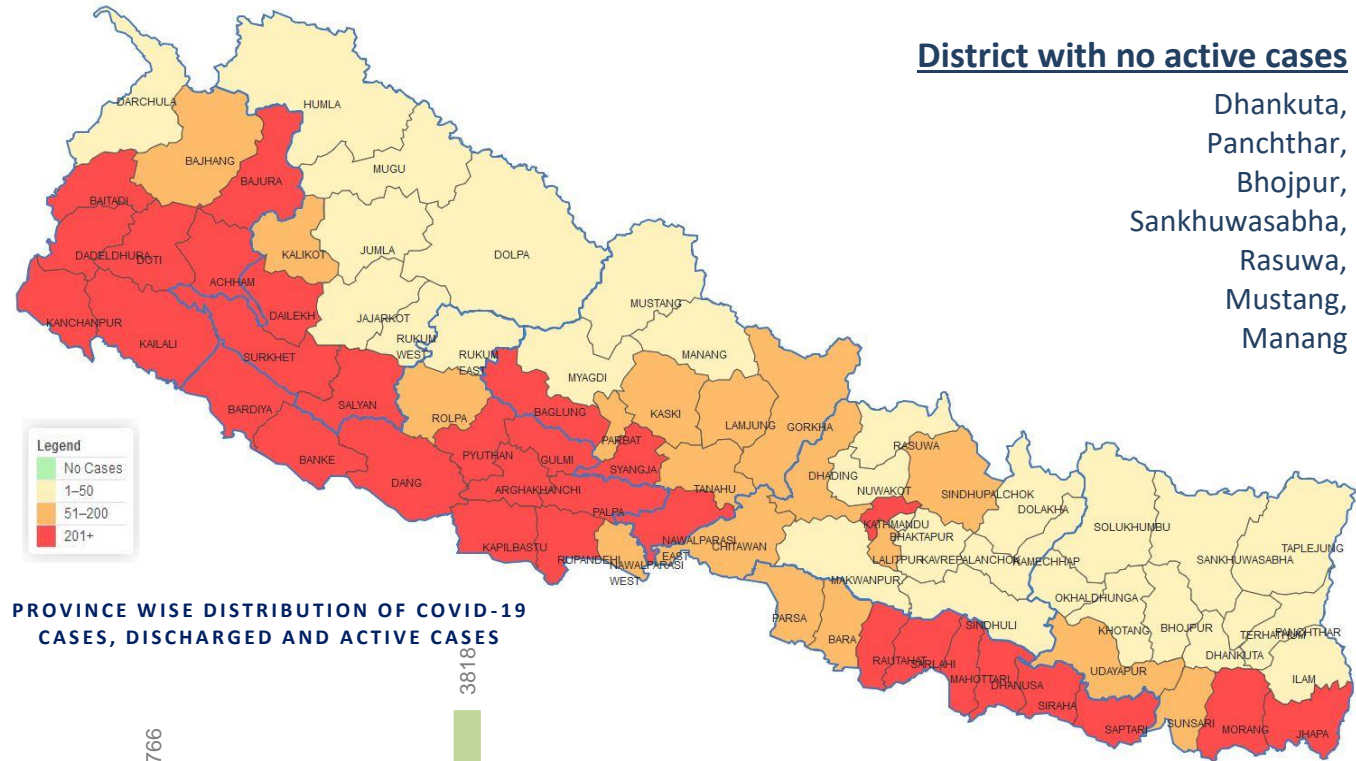 District with no active cases
Dhankuta,
Panchthar,
Bhojpur,
Sankhuwasabha,
Rasuwa,
Mustang,
Manang
DARCHULA
HUMLA
BAJHANG
MUGU
BAJURA
BAITADI
DADELDHURA
DOTI
KALIKOT
JUMLA
DOLPA
ACHHAM
MUSTANG
KANCHANPUR
DAILEKH
JAJARKOT
KAILALI
RUKUM
WEST
SURKHET
RUKUM
EAST
MANANG
MYAGDI
BARDIYA
SALYAN
ROLPA
BAGLUNG
KASKI
LAMJUNG
GORKHA
PARBAT
RASUWA
BANKE
PYUTHAN
GULMI
SYANGJA
DHADING
DANG
ARGHAKHANCHI
TANAHU
NUWAKOT
SINDHUPALCHOK
DOLAKHA
PALPA
KATHMANDU
SOLUKHUMBU
BHAKTAPUR
TAPLEJUNG
KAPILBASTU
RUPANDEHI
NAWALPARASI
EAST
NAWALPARASI
WEST
CHITAWAN
LALITPUR
KAVREPALANCHOK
RAMECHHAP
SANKHUWASABHA
MAKWANPUR
OKHALDHUNGA
PARSA
BARA
SINDHULI
KHOTANG
BHOJPUR
TERHATHUM
PANCHTHAR
DHANKUTA
RAUTAHAT
SARLAHI
UDAYAPUR
ILAM
MAHOTTARI
DHANUSA
SIRAHA
SAPTARI
SUNSARI
MORANG
JHAPA
Legend
No Cases
1–50
51–200
201+
PROVINCE WISE DISTRIBUTION OF COVID-19
CASES, DISCHARGED AND ACTIVE CASES
3818
766